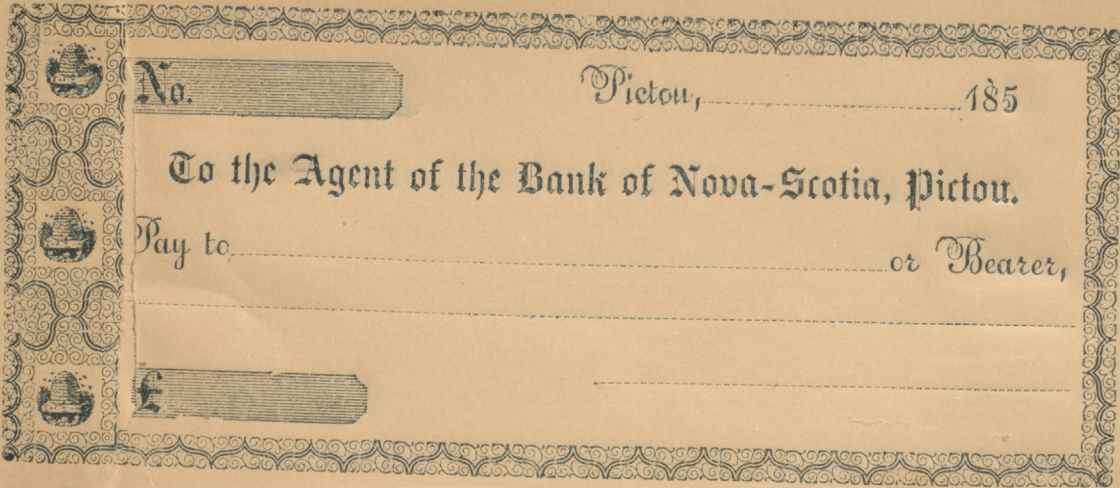 No. Pictou, 185
To the Agent of the Bank of Nova-Scotia, Pictou.
Pay to or Bearer,
£